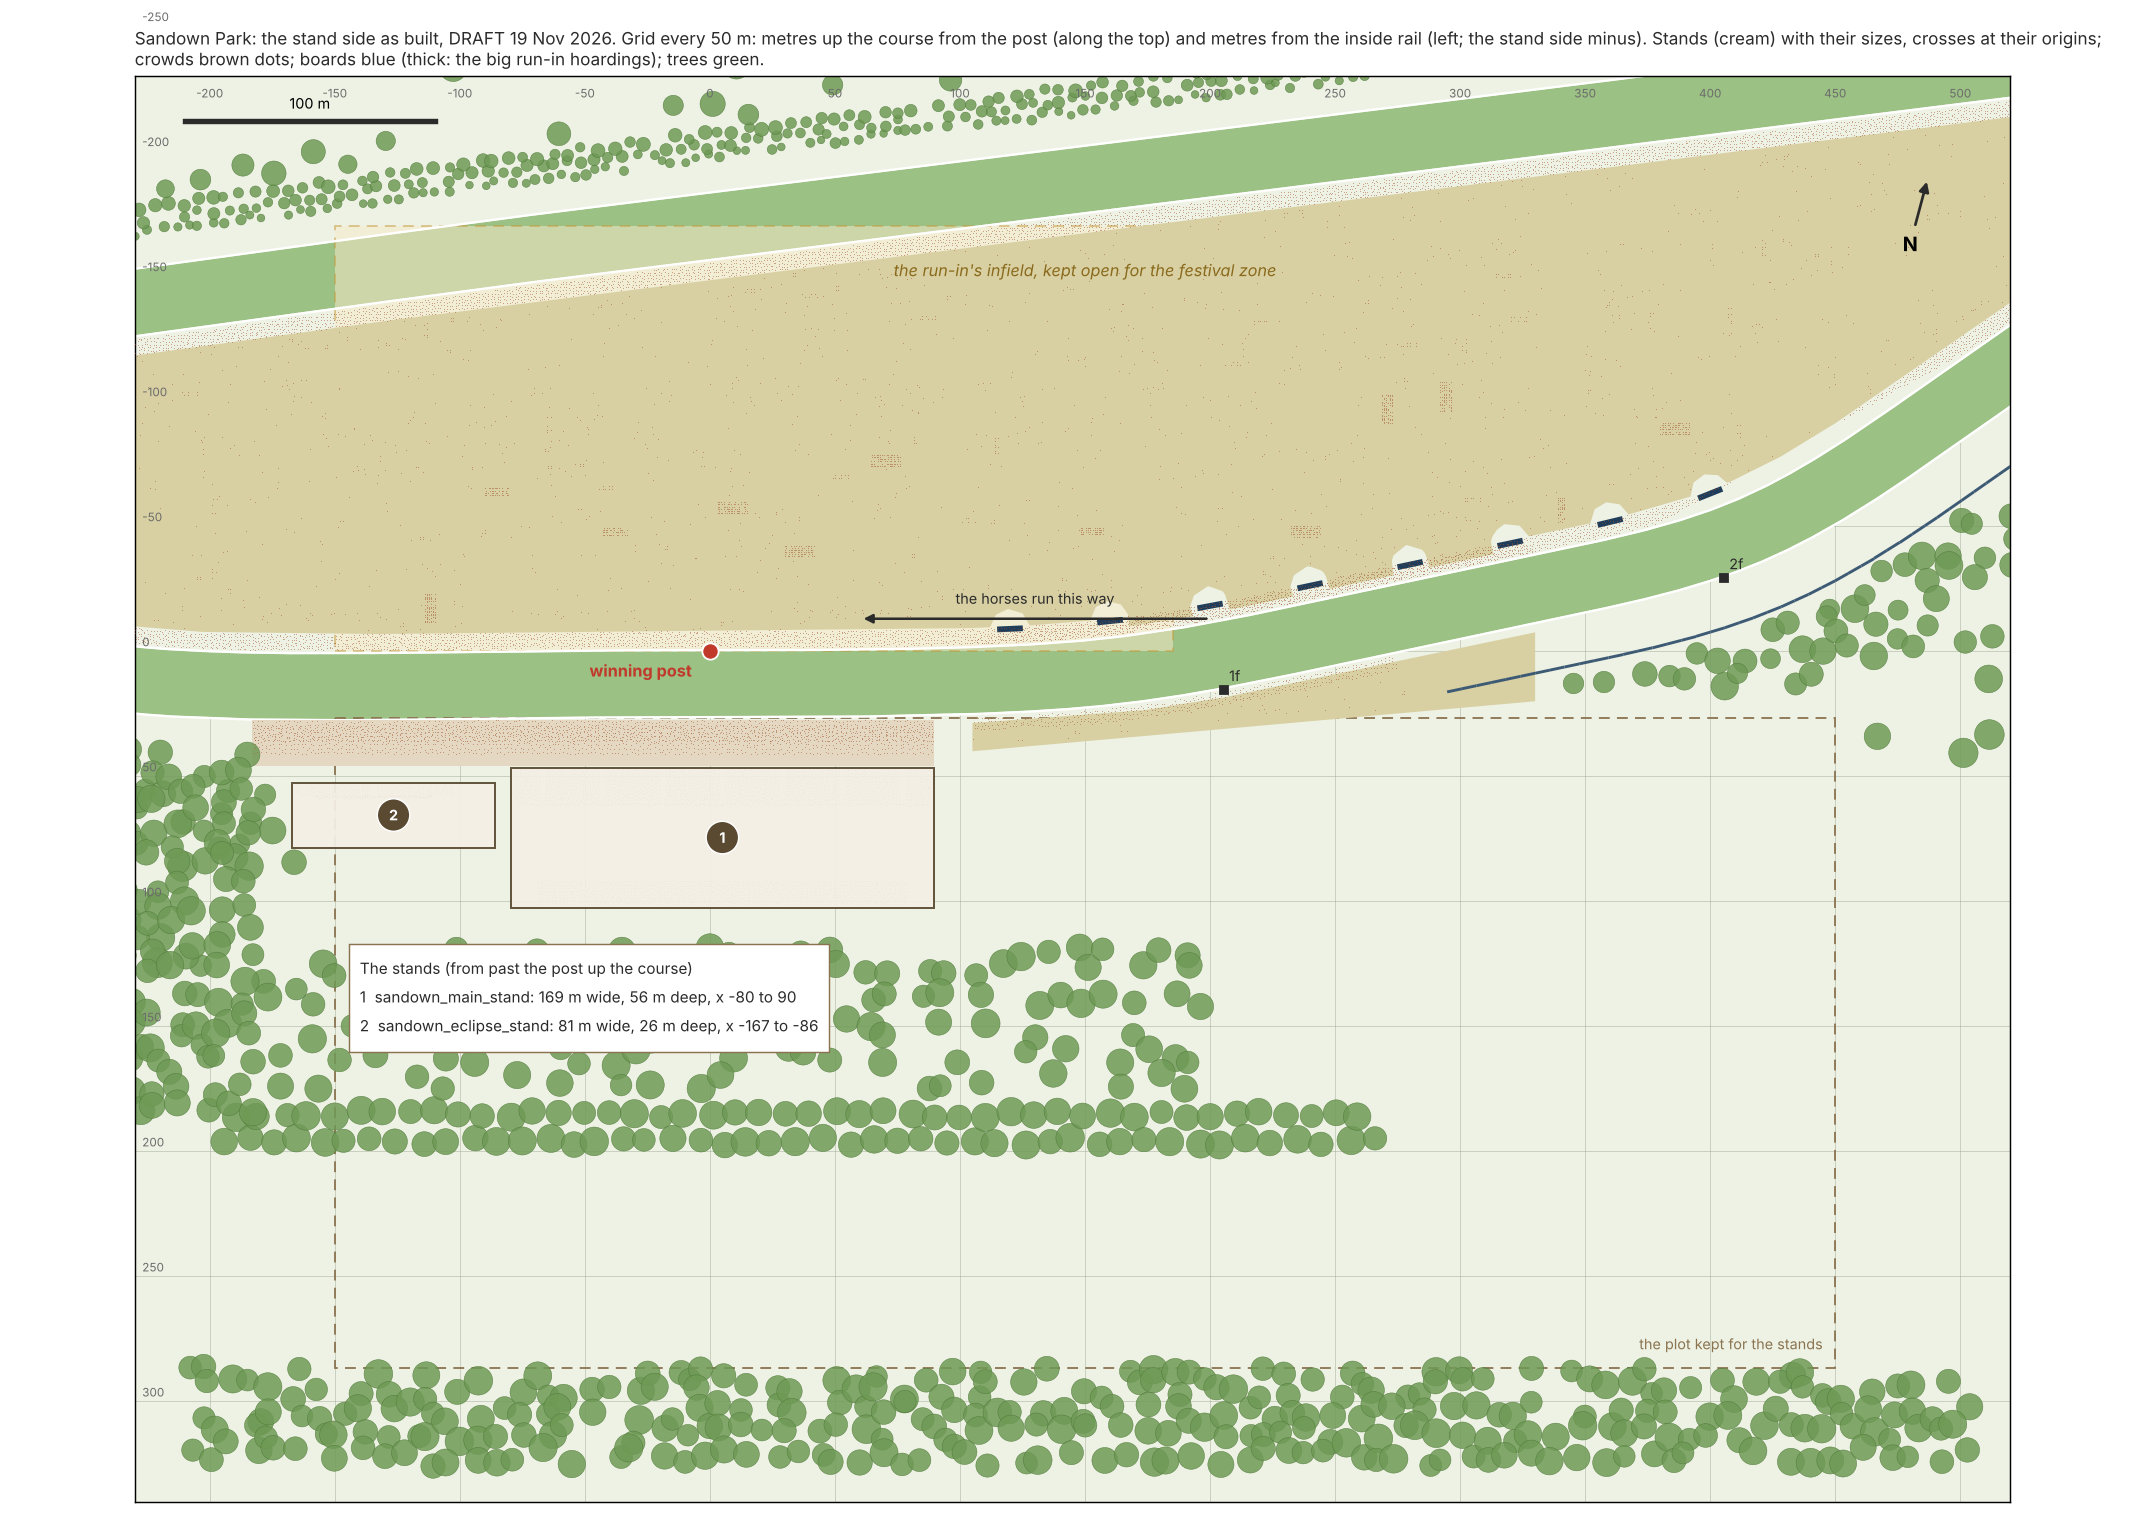 -250
Sandown Park: the stand side as built, DRAFT 19 Nov 2026. Grid every 50 m: metres up the course from the post (along the top) and metres from the inside rail (left; the stand side minus). Stands (cream) with their sizes, crosses at their origins;
crowds brown dots; boards blue (thick: the big run-in hoardings); trees green.
-200 -150 -100 -50 0 50 100 150 200 250 300 350 400 450 500
100 m
-200
N
-150
the run-in's infield, kept open for the festival zone
-100
-50
2f
the horses run this way
0
winning post
1f
50
2
1
100
The stands (from past the post up the course)
1 sandown_main_stand: 169 m wide, 56 m deep, x -80 to 90
150
2 sandown_eclipse_stand: 81 m wide, 26 m deep, x -167 to -86
200
250
the plot kept for the stands
300